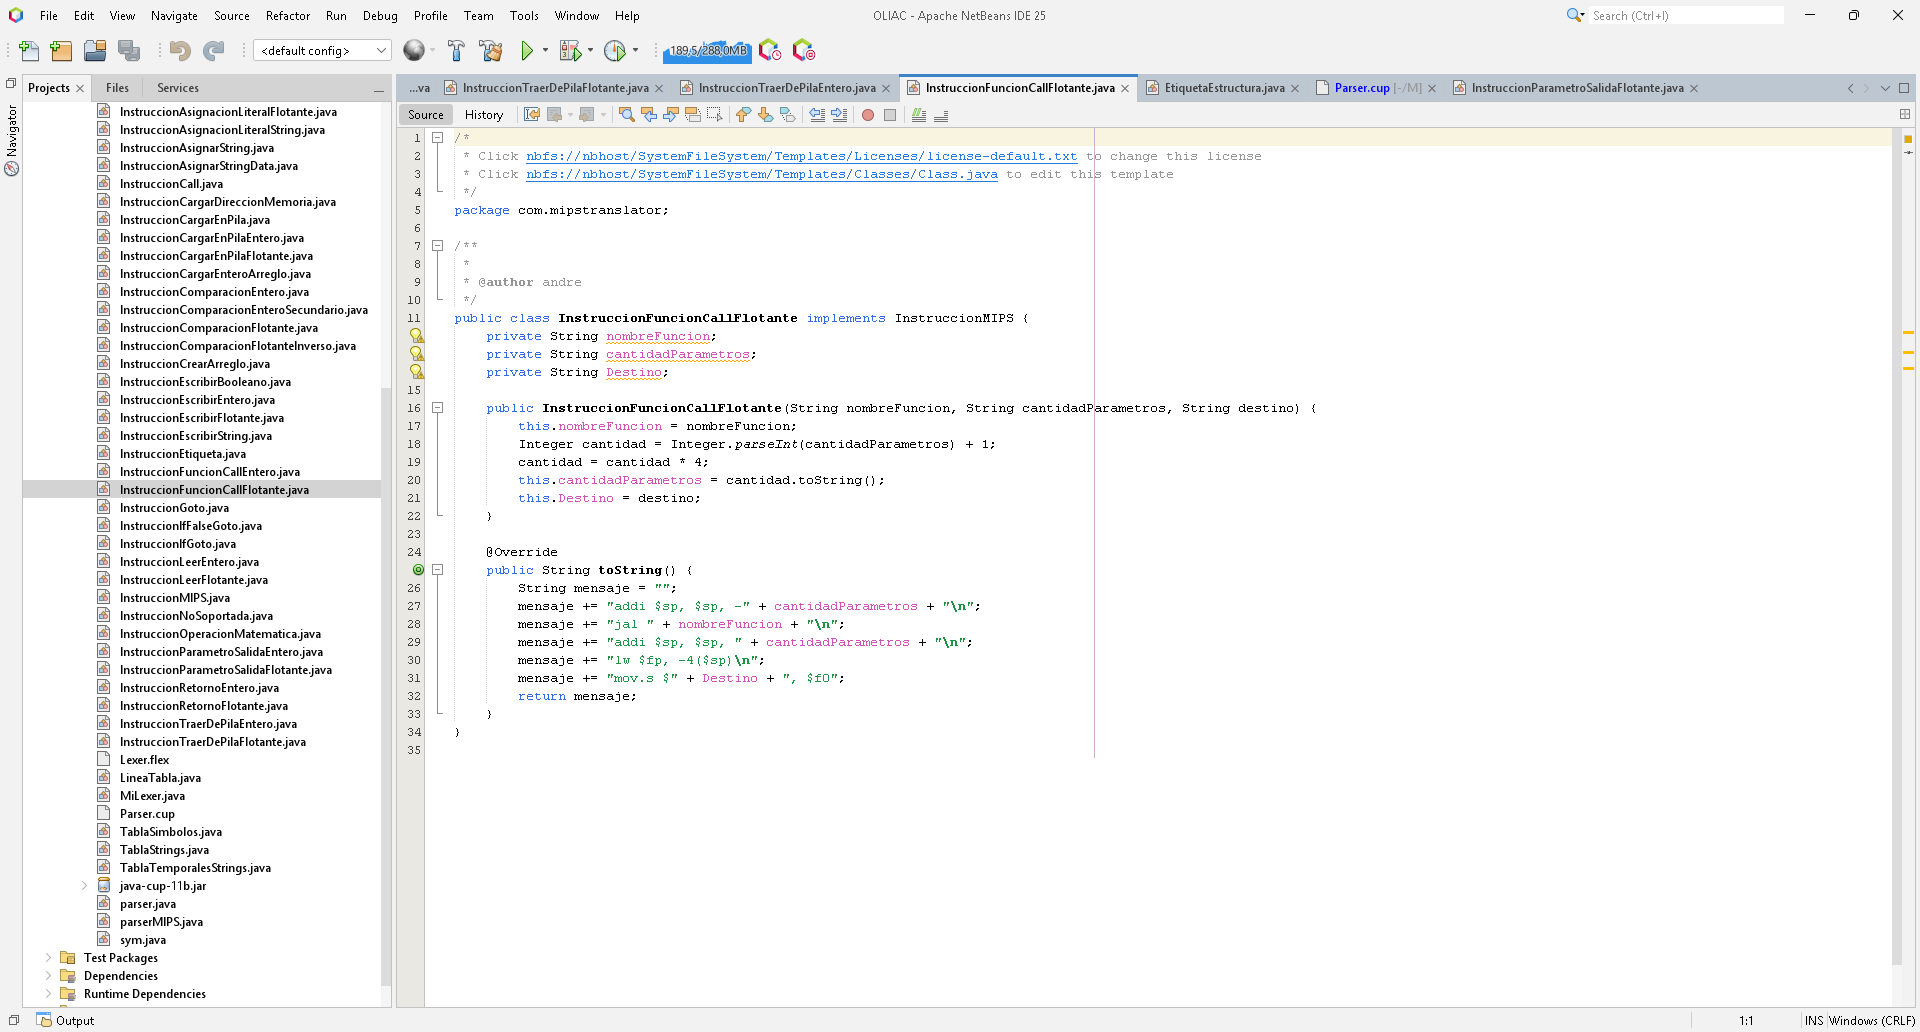 File Edit View Navigate Source Refactor Run Debug Profile Team Tools Window Help
OLIAC - Apache NetBeans IDE 25
Search (Ctrl+I)
<default config>
189,5/288,0MB
Projects Files Services
Navigator
InstruccionAsignacionLiteralFlotante.java
InstruccionAsignacionLiteralString.java
InstruccionAsignarString.java
InstruccionAsignarStringData.java
InstruccionCall.java
InstruccionCargarDireccionMemoria.java
InstruccionCargarEnPila.java
InstruccionCargarEnPilaEntero.java
InstruccionCargarEnPilaFlotante.java
InstruccionCargarEnteroArreglo.java
InstruccionComparacionEntero.java
InstruccionComparacionEnteroSecundario.java
InstruccionComparacionFlotante.java
InstruccionComparacionFlotanteInverso.java
InstruccionCrearArreglo.java
InstruccionEscribirBooleano.java
InstruccionEscribirEntero.java
InstruccionEscribirFlotante.java
InstruccionEscribirString.java
InstruccionEtiqueta.java
InstruccionFuncionCallEntero.java
InstruccionFuncionCallFlotante.java
InstruccionGoto.java
InstruccionIfFalseGoto.java
InstruccionIfGoto.java
InstruccionLeerEntero.java
InstruccionLeerFlotante.java
InstruccionMIPS.java
InstruccionNoSoportada.java
InstruccionOperacionMatematica.java
InstruccionParametroSalidaEntero.java
InstruccionParametroSalidaFlotante.java
InstruccionRetornoEntero.java
InstruccionRetornoFlotante.java
InstruccionTraerDePilaEntero.java
InstruccionTraerDePilaFlotante.java
Lexer.flex
LineaTabla.java
MiLexer.java
Parser.cup
TablaSimbolos.java
TablaStrings.java
TablaTemporalesStrings.java
java-cup-11b.jar
parser.java
parserMIPS.java
sym.java
Test Packages
Dependencies
Runtime Dependencies
...va InstruccionTraerDePilaFlotante.java InstruccionTraerDePilaEntero.java InstruccionFuncionCallFlotante.java EtiquetaEstructura.java Parser.cup [-/M] InstruccionParametroSalidaFlotante.java
Source History
1 /*
2 * Click nbfs://nbhost/SystemFileSystem/Templates/Licenses/license-default.txt to change this license
3 * Click nbfs://nbhost/SystemFileSystem/Templates/Classes/Class.java to edit this template
4 */
5 package com.mipstranslator;
6
7 /**
8 *
9 * @author andre
10 */
11 public class InstruccionFuncionCallFlotante implements InstruccionMIPS {
private String nombreFuncion;
private String cantidadParametros;
private String Destino;
15
16 public InstruccionFuncionCallFlotante(String nombreFuncion, String cantidadParametros, String destino) {
17 this.nombreFuncion = nombreFuncion;
18 Integer cantidad = Integer.parseInt(cantidadParametros) + 1;
19 cantidad = cantidad * 4;
20 this.cantidadParametros = cantidad.toString();
21 this.Destino = destino;
22 }
23
24 @Override
public String toString() {
26 String mensaje = "";
27 mensaje += "addi $sp, $sp, -" + cantidadParametros + "\n";
28 mensaje += "jal " + nombreFuncion + "\n";
29 mensaje += "addi $sp, $sp, " + cantidadParametros + "\n";
30 mensaje += "lw $fp, -4($sp)\n";
31 mensaje += "mov.s $" + Destino + ", $f0";
32 return mensaje;
33 }
34 }
35
Output
1:1 INS Windows (CRLF)